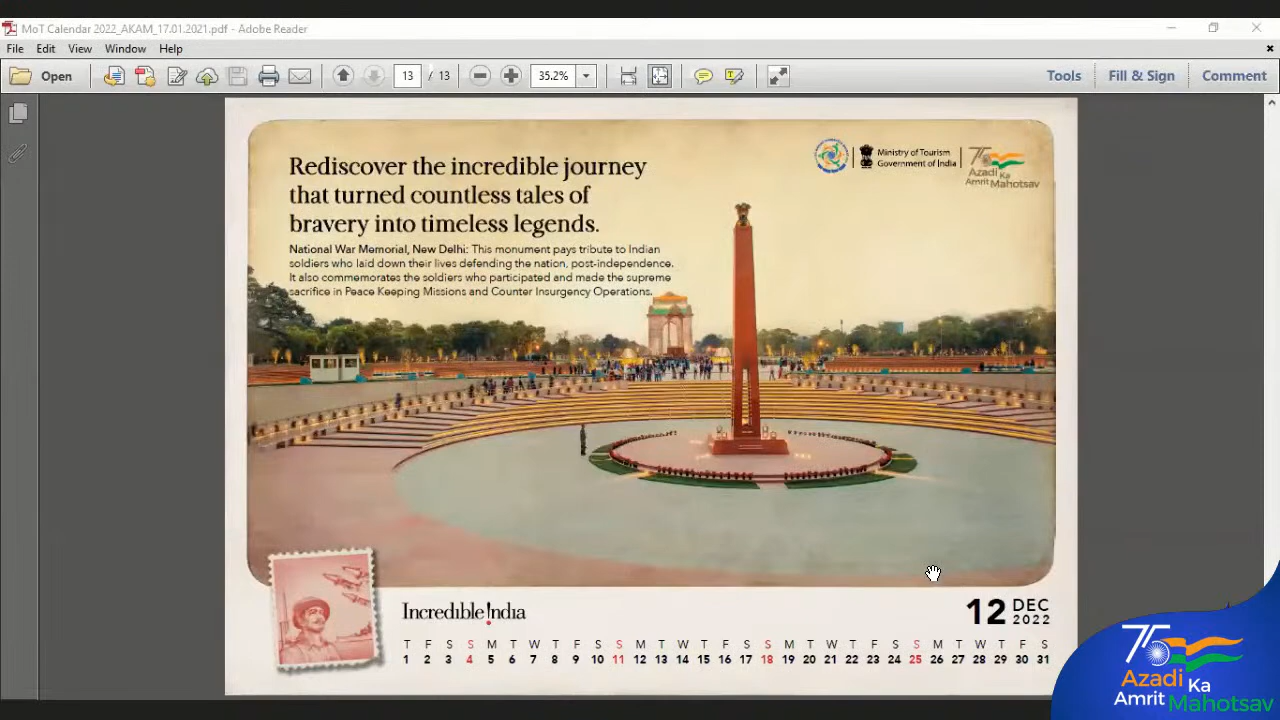 MoT Calendar 2022_AKAM_17.01.2021.pdf - Adobe Reader
File Edit View Window Help
Open 13 / 13 35.2% Tools Fill & Sign Comment
Rediscover the incredible journey
that turned countless tales of
bravery into timeless legends.
National War Memorial, New Delhi: This monument pays tribute to Indian
soldiers who laid down their lives defending the nation, post-independence.
It also commemorates the soldiers who participated and made the supreme
sacrifice in Peace Keeping Missions and Counter Insurgency Operations.
Ministry of Tourism
Government of India
75
Azadi Ka
Amrit Mahotsav
Incredible !ndia
12 DEC
2022
T F S S M T W T F S S M T W T F S S M T W T F S S M T W T F S
1 2 3 4 5 6 7 8 9 10 11 12 13 14 15 16 17 18 19 20 21 22 23 24 25 26 27 28 29 30 31
75
Azadi Ka
Amrit Mahotsav